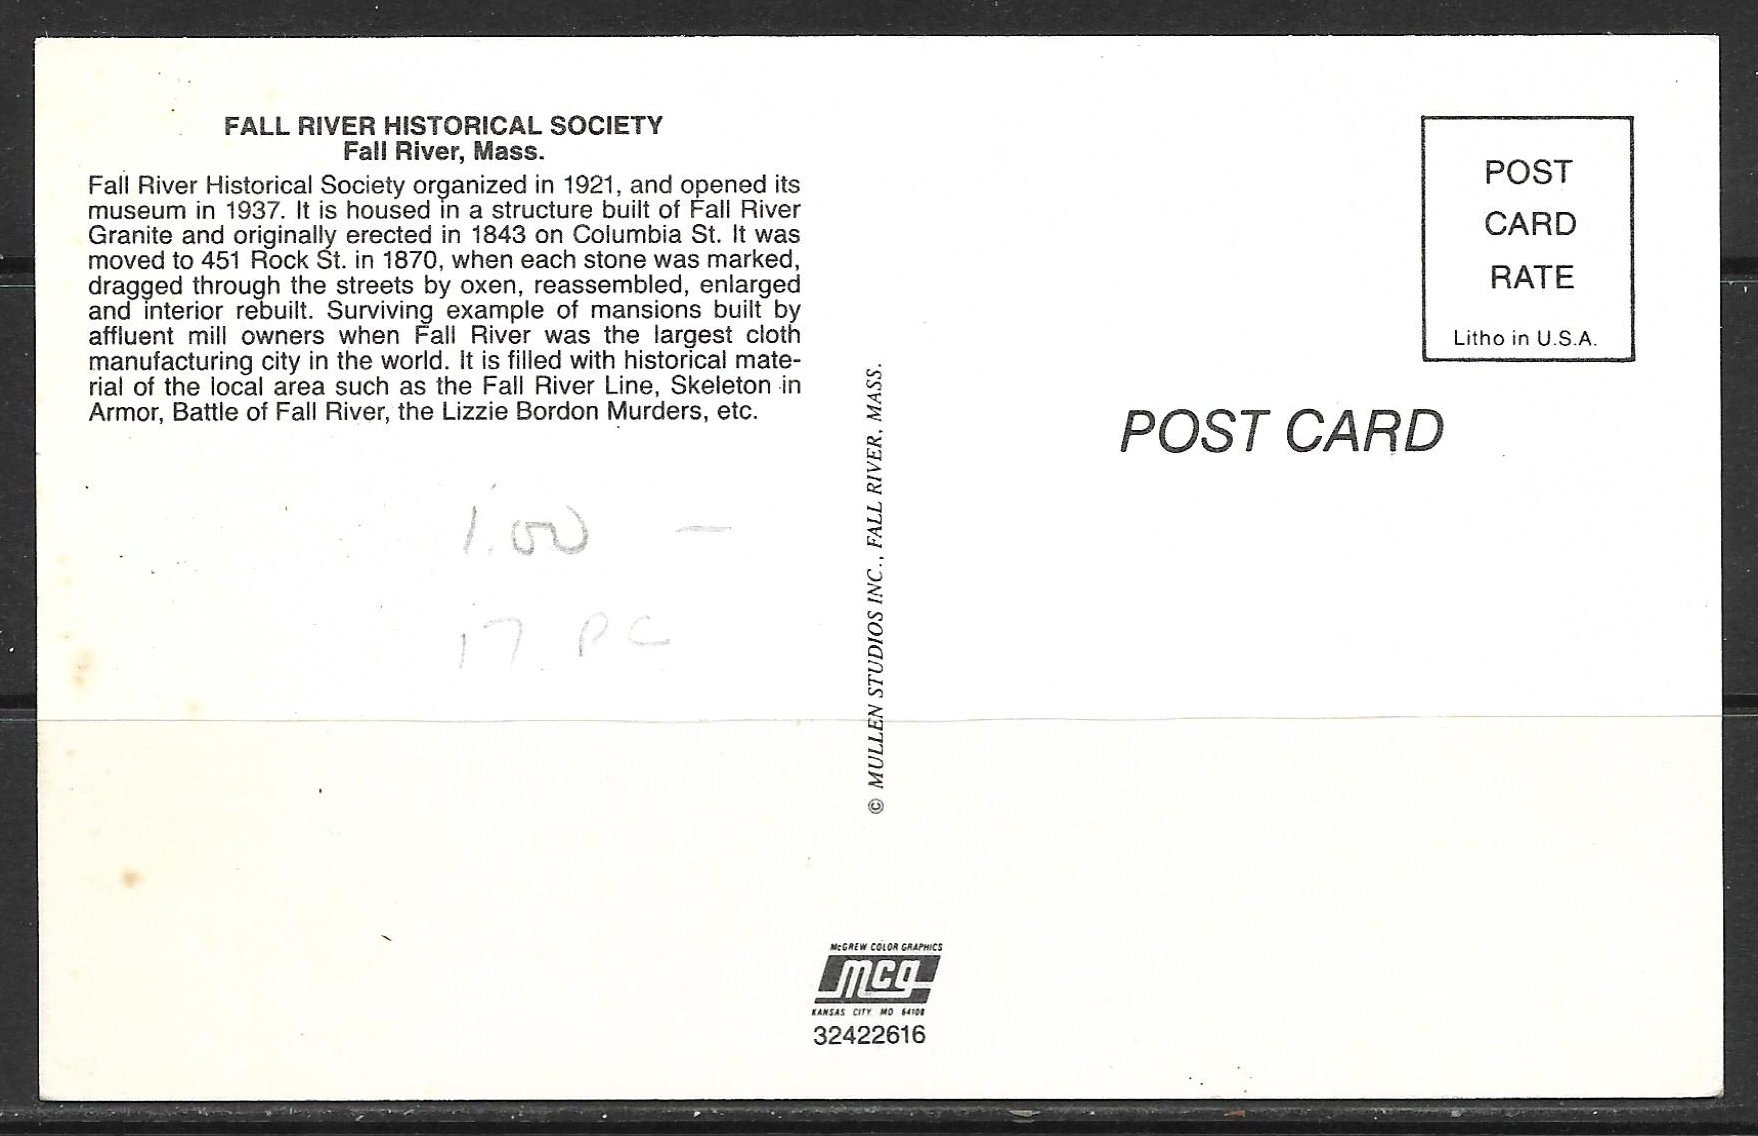 FALL RIVER HISTORICAL SOCIETY
Fall River, Mass.
Fall River Historical Society organized in 1921, and opened its
museum in 1937. It is housed in a structure built of Fall River
Granite and originally erected in 1843 on Columbia St. It was
moved to 451 Rock St. in 1870, when each stone was marked,
dragged through the streets by oxen, reassembled, enlarged
and interior rebuilt. Surviving example of mansions built by
affluent mill owners when Fall River was the largest cloth
manufacturing city in the world. It is filled with historical mate-
rial of the local area such as the Fall River Line, Skeleton in
Armor, Battle of Fall River, the Lizzie Bordon Murders, etc.
1.00 —
17 PC
© MULLEN STUDIOS INC., FALL RIVER, MASS.
POST
CARD
RATE
Litho in U.S.A.
POST CARD
McGREW COLOR GRAPHICS
mcg
KANSAS CITY MO 64108
32422616